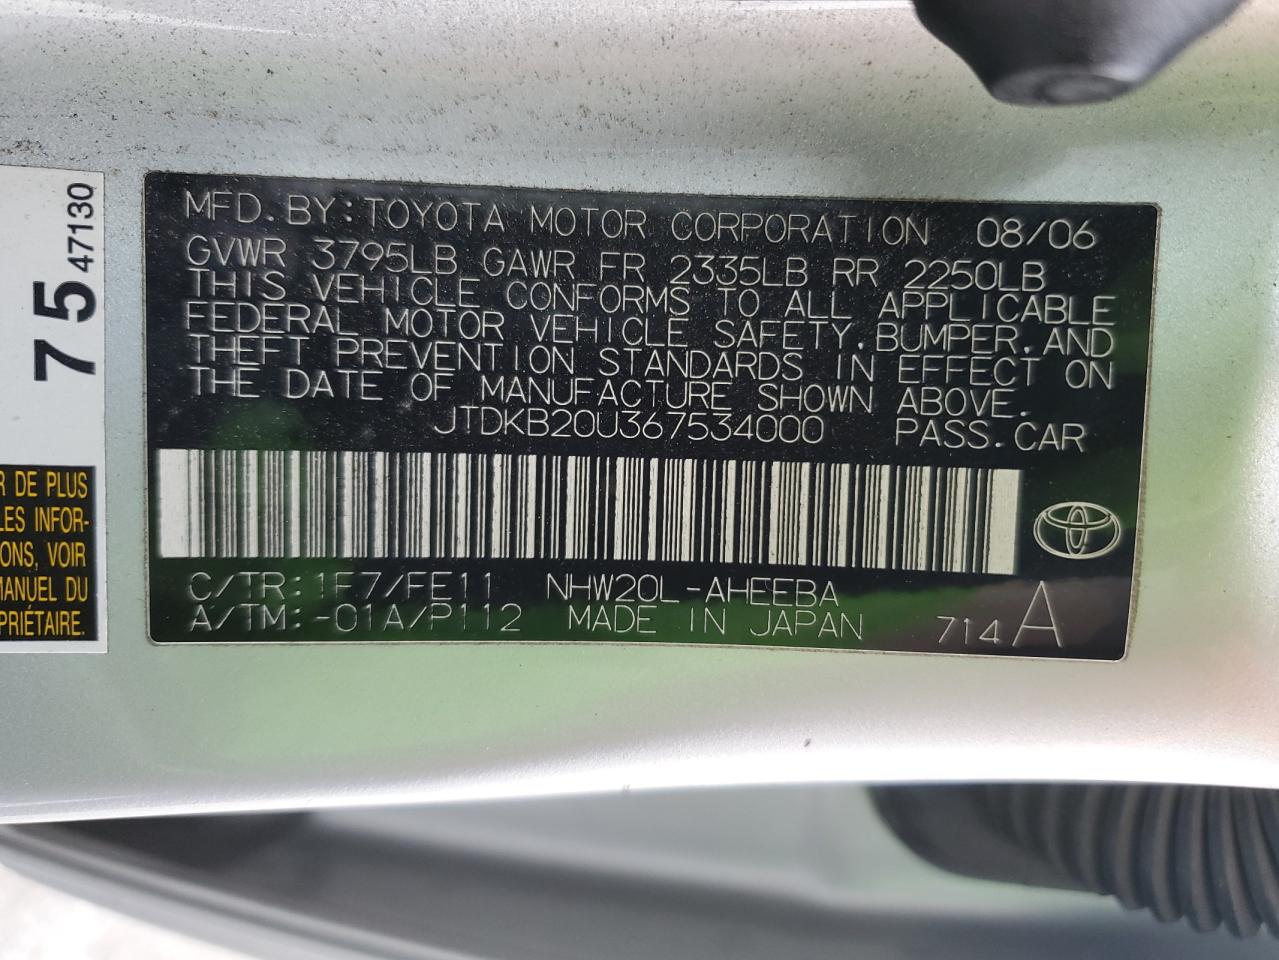 MFD. BY: TOYOTA MOTOR CORPORATION 08/06
GVWR 3795LB GAWR FR 2335LB RR 2250LB
THIS VEHICLE CONFORMS TO ALL APPLICABLE
FEDERAL MOTOR VEHICLE SAFETY, BUMPER, AND
THEFT PREVENTION STANDARDS IN EFFECT ON
THE DATE OF MANUFACTURE SHOWN ABOVE.
JTDKB20U367534000 PASS. CAR
C/TR: 1F7/FE11 NHW20L-AHEEBA
A/TM: -01A/P112 MADE IN JAPAN 714 A
75 47130
R DE PLUS
LES INFOR-
ONS, VOIR
MANUEL DU
PRIÉTAIRE.